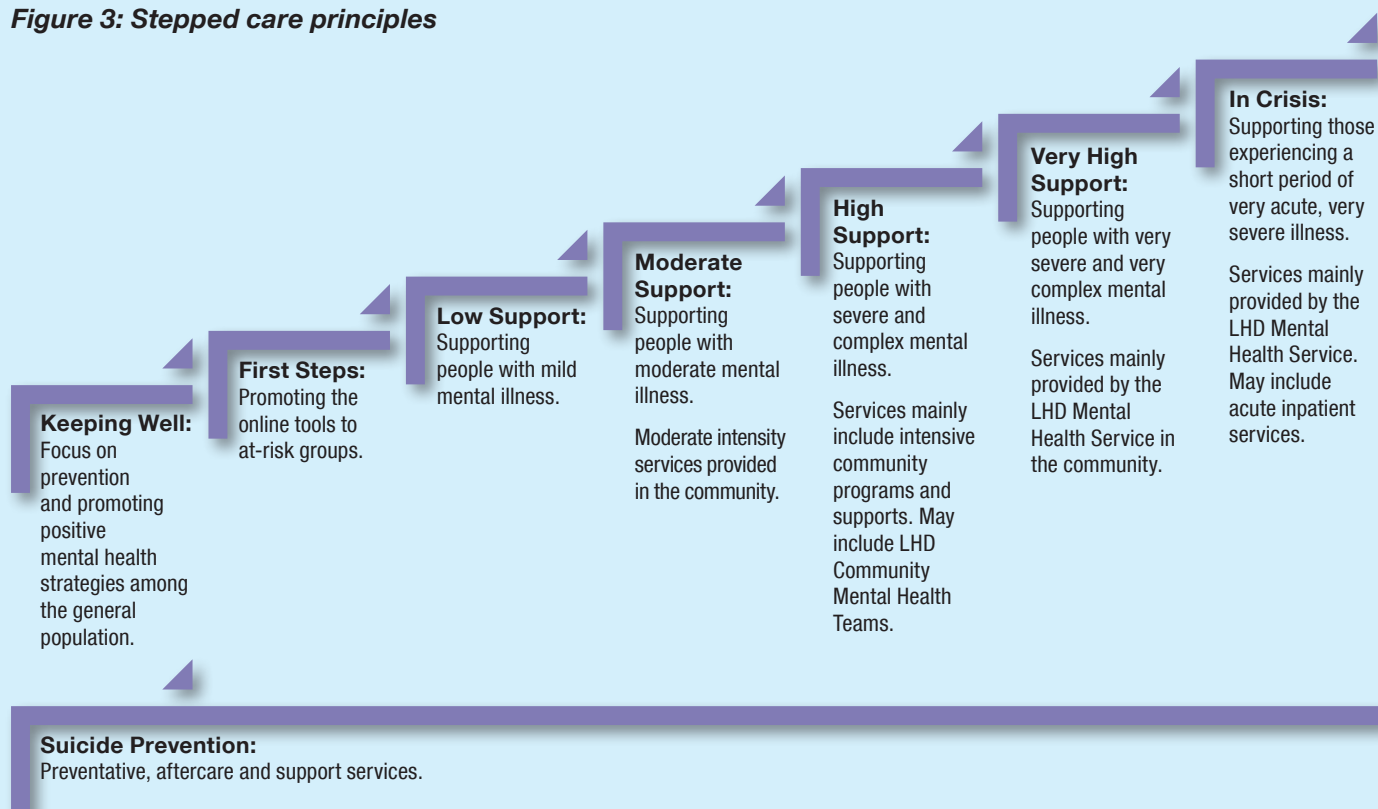 Figure 3: Stepped care principles
Keeping Well:
Focus on
prevention
and promoting
positive
mental health
strategies among
the general
population.
First Steps:
Promoting the
online tools to
at-risk groups.
Low Support:
Supporting
people with mild
mental illness.
Moderate
Support:
Supporting
people with
moderate mental
illness.
Moderate intensity
services provided
in the community.
High
Support:
Supporting
people with
severe and
complex mental
illness.
Services mainly
include intensive
community
programs and
supports. May
include LHD
Community
Mental Health
Teams.
Very High
Support:
Supporting
people with very
severe and very
complex mental
illness.
Services mainly
provided by the
LHD Mental
Health Service in
the community.
In Crisis:
Supporting those
experiencing a
short period of
very acute, very
severe illness.
Services mainly
provided by the
LHD Mental
Health Service.
May include
acute inpatient
services.
Suicide Prevention:
Preventative, aftercare and support services.